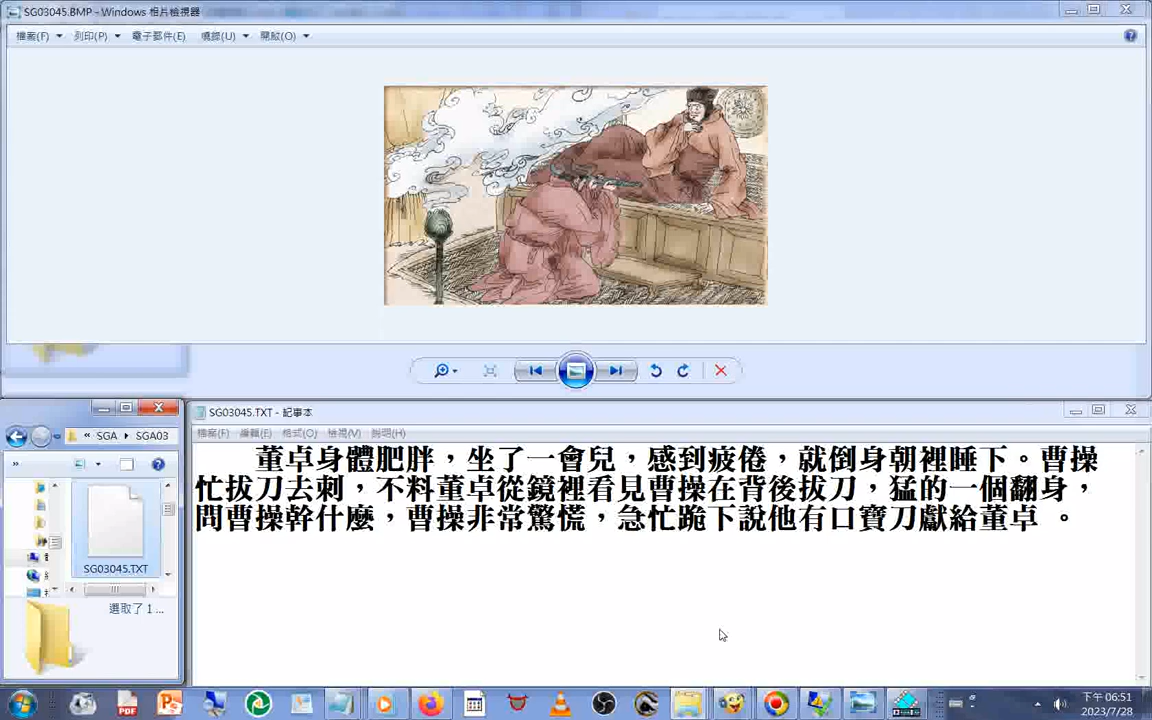 SG03045.BMP - Windows 相片檢視器
檔案(F) 列印(P) 電子郵件(E) 燒錄(U) 開啟(O)
SG03045.TXT - 記事本
檔案(F) 編輯(E) 格式(O) 檢視(V) 說明(H)
董卓身體肥胖，坐了一會兒，感到疲倦，就倒身朝裡睡下。曹操
忙拔刀去刺，不料董卓從鏡裡看見曹操在背後拔刀，猛的一個翻身，
問曹操幹什麼，曹操非常驚慌，急忙跪下說他有口寶刀獻給董卓 。
« SGA SGA03
»
SG03045.TXT
選取了 1 ...
PDF
下午 06:51
2023/7/28